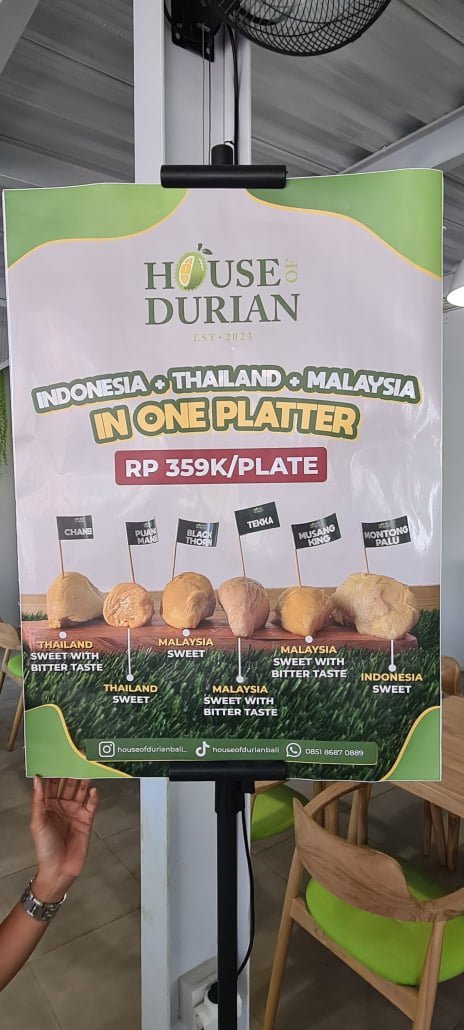 HOUSE OF
DURIAN
EST • 2023
INDONESIA + THAILAND + MALAYSIA
IN ONE PLATTER
RP 359K/PLATE
CHANE
PUAN
MANE
BLACK
THORN
TEKKA
MUSANG
KING
MONTONG
PALU
THAILAND
SWEET WITH
BITTER TASTE
THAILAND
SWEET
MALAYSIA
SWEET
MALAYSIA
SWEET WITH
BITTER TASTE
MALAYSIA
SWEET WITH
BITTER TASTE
INDONESIA
SWEET
houseofdurianbali_ houseofdurianbali 0851 8687 0889